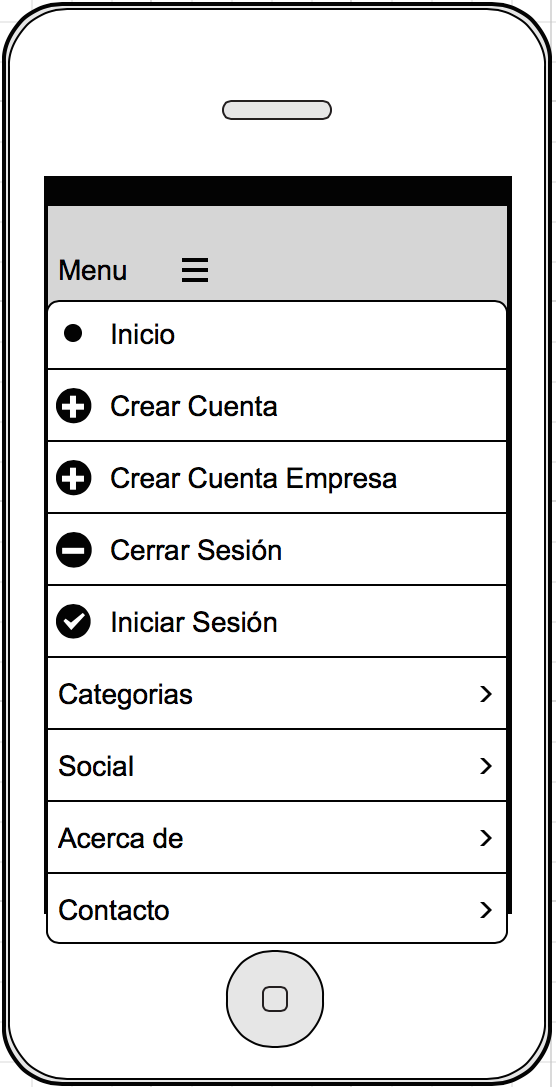 Menu
Inicio
Crear Cuenta
Crear Cuenta Empresa
Cerrar Sesión
Iniciar Sesión
Categorias
Social
Acerca de
Contacto